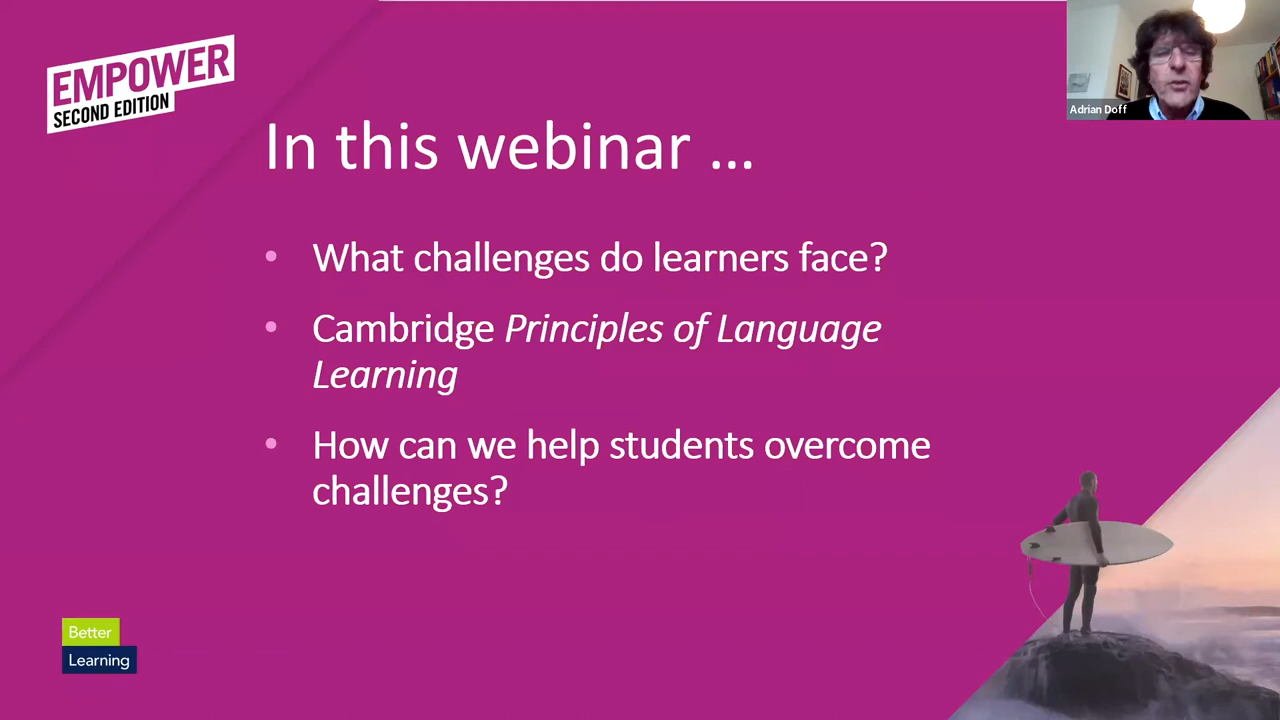 EMPOWER
SECOND EDITION
Adrian Doff
In this webinar ...
• What challenges do learners face?
• Cambridge Principles of Language
Learning
• How can we help students overcome
challenges?
Better
Learning